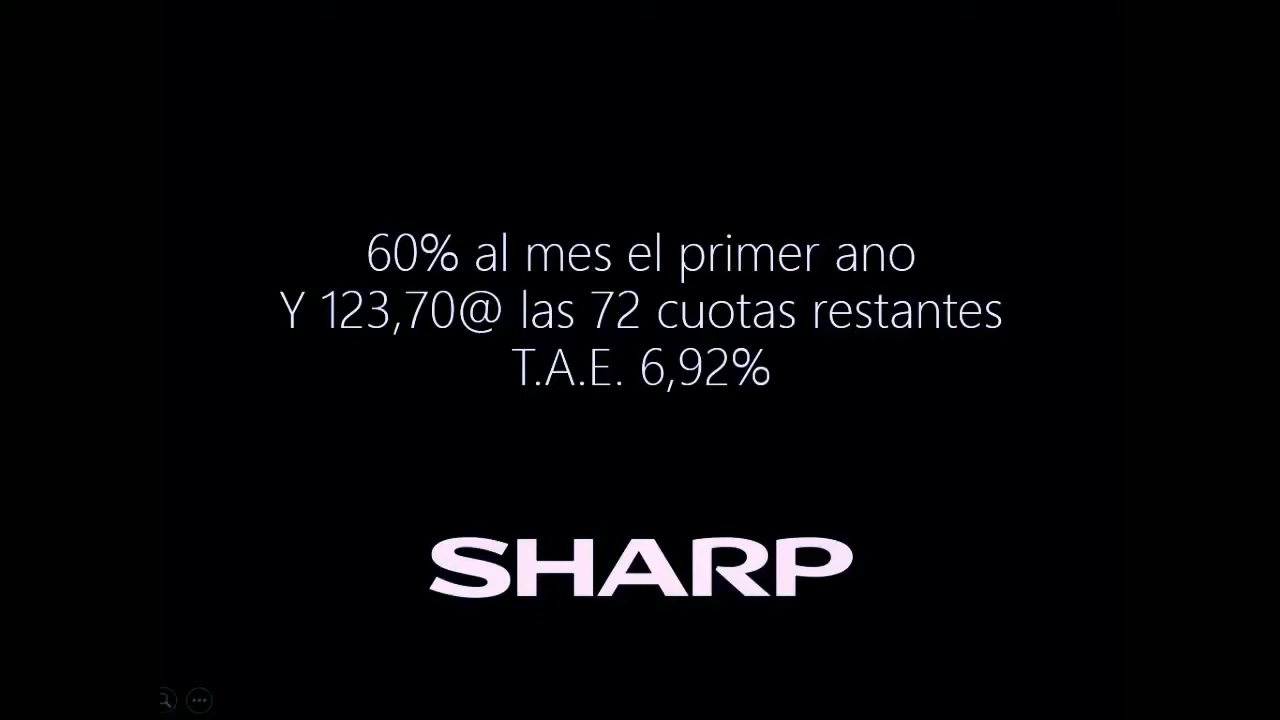 60% al mes el primer ano
Y 123,70@ las 72 cuotas restantes
T.A.E. 6,92%
SHARP